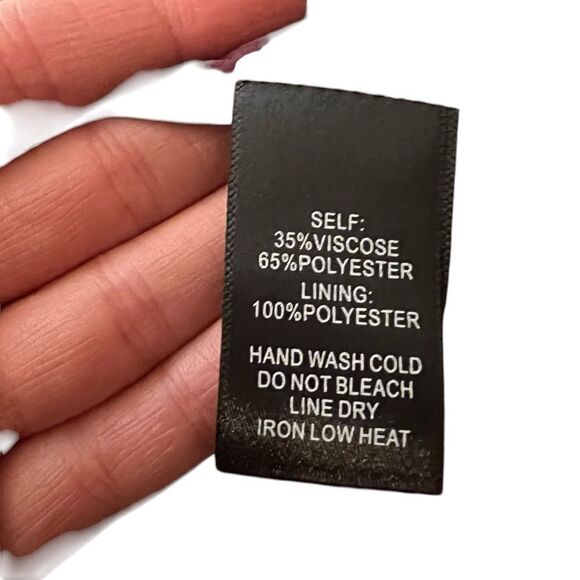 SELF:
35%VISCOSE
65%POLYESTER
LINING:
100%POLYESTER
HAND WASH COLD
DO NOT BLEACH
LINE DRY
IRON LOW HEAT